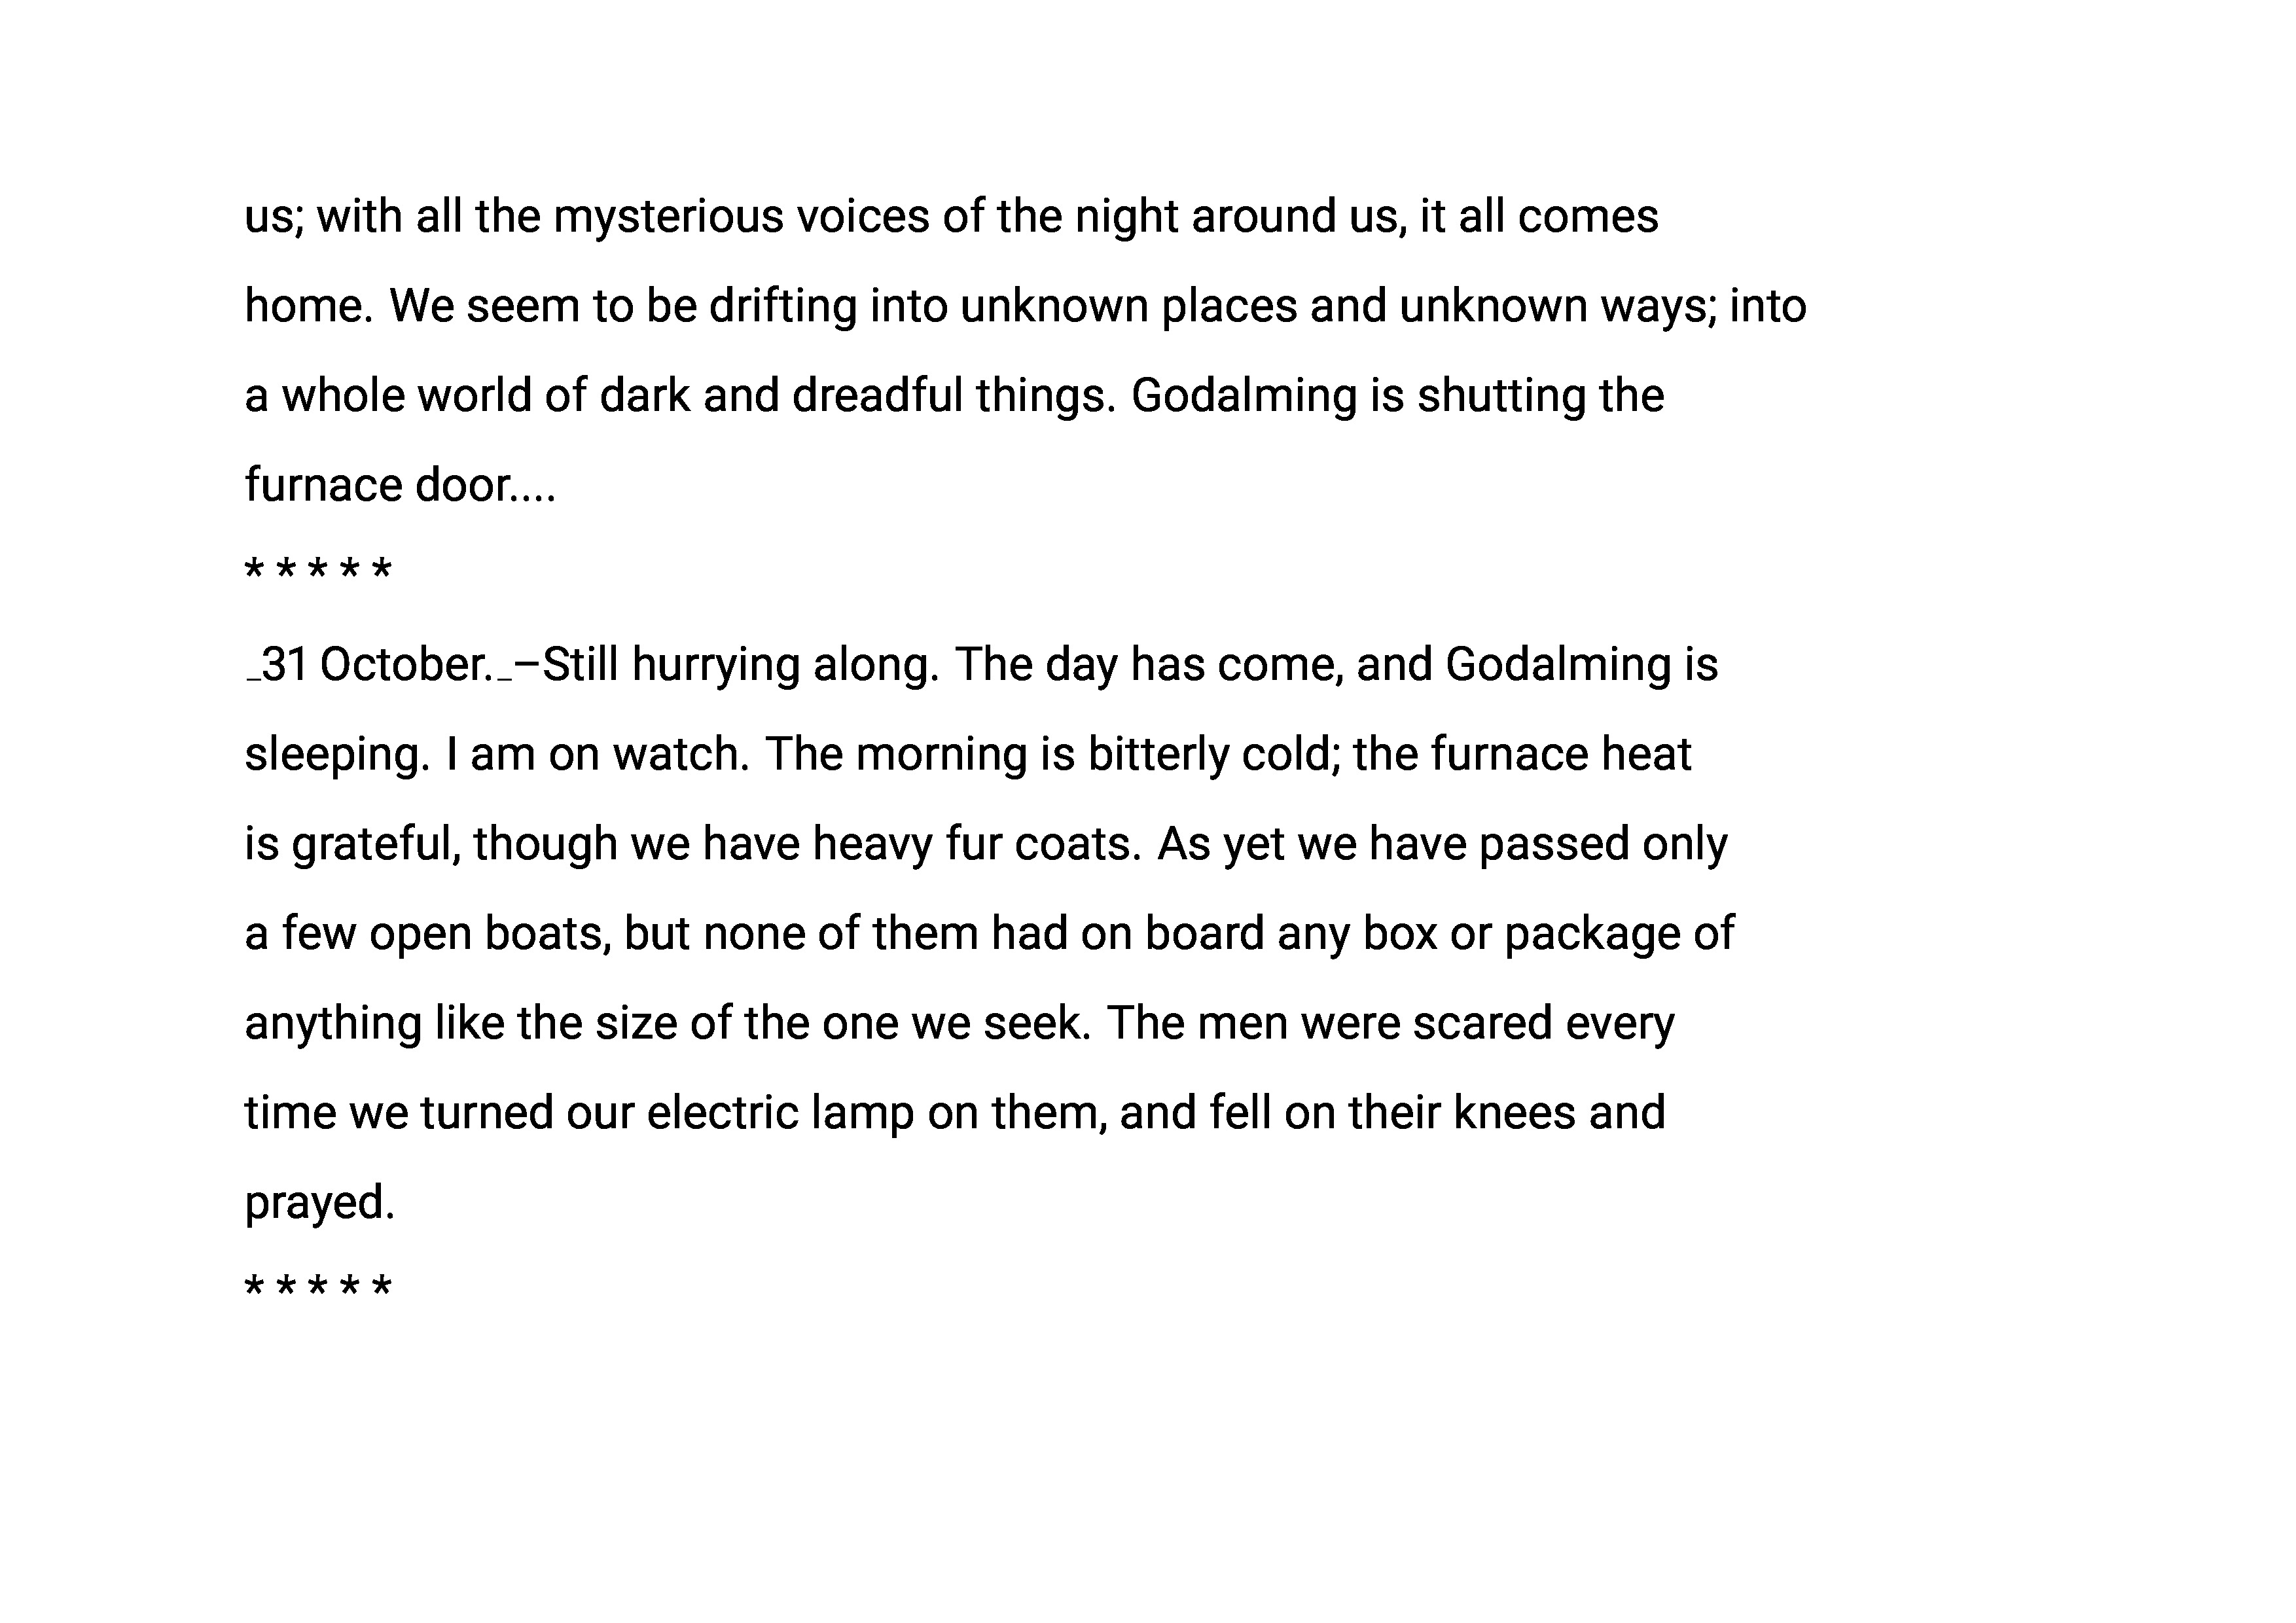 us; with all the mysterious voices of the night around us, it all comes
home. We seem to be drifting into unknown places and unknown ways; into
a whole world of dark and dreadful things. Godalming is shutting the
furnace door....
* * * * *
_31 October._–Still hurrying along. The day has come, and Godalming is
sleeping. I am on watch. The morning is bitterly cold; the furnace heat
is grateful, though we have heavy fur coats. As yet we have passed only
a few open boats, but none of them had on board any box or package of
anything like the size of the one we seek. The men were scared every
time we turned our electric lamp on them, and fell on their knees and
prayed.
* * * * *